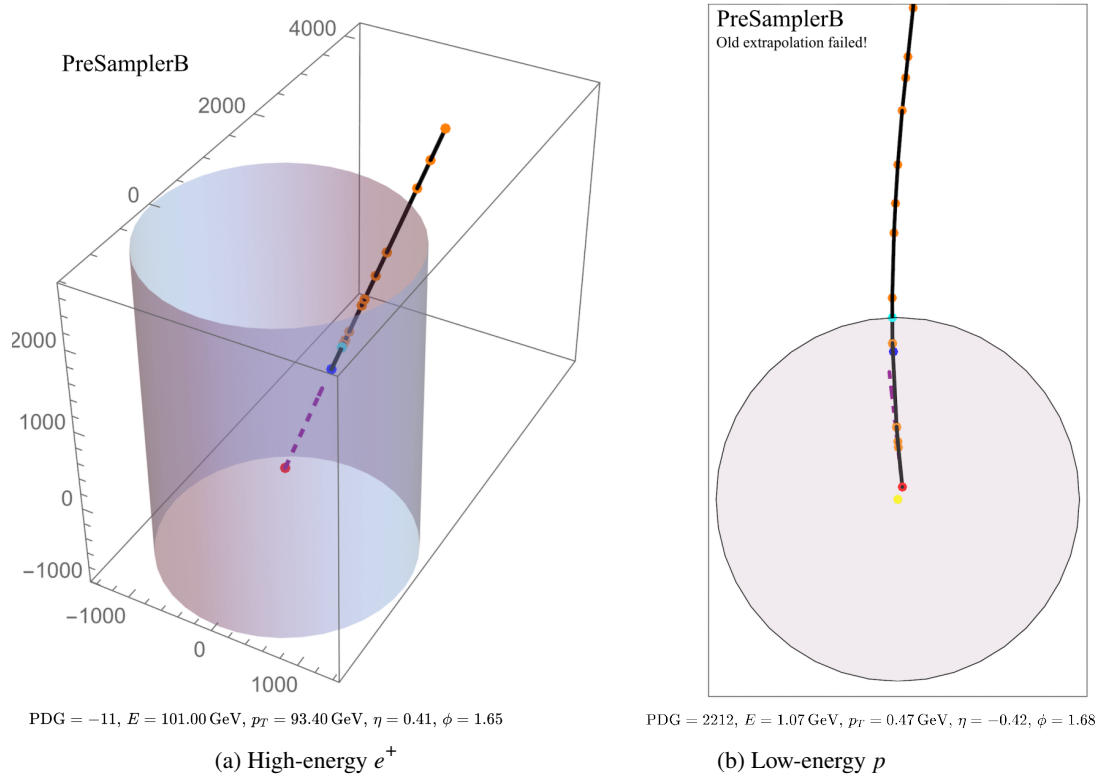 PreSamplerB
4000
2000
0
2000
1000
0
−1000
−1000
0
1000
PDG = −11, E = 101.00 GeV, pT = 93.40 GeV, η = 0.41, ϕ = 1.65
(a) High-energy e+
PreSamplerB
Old extrapolation failed!
PDG = 2212, E = 1.07 GeV, pT = 0.47 GeV, η = −0.42, ϕ = 1.68
(b) Low-energy p